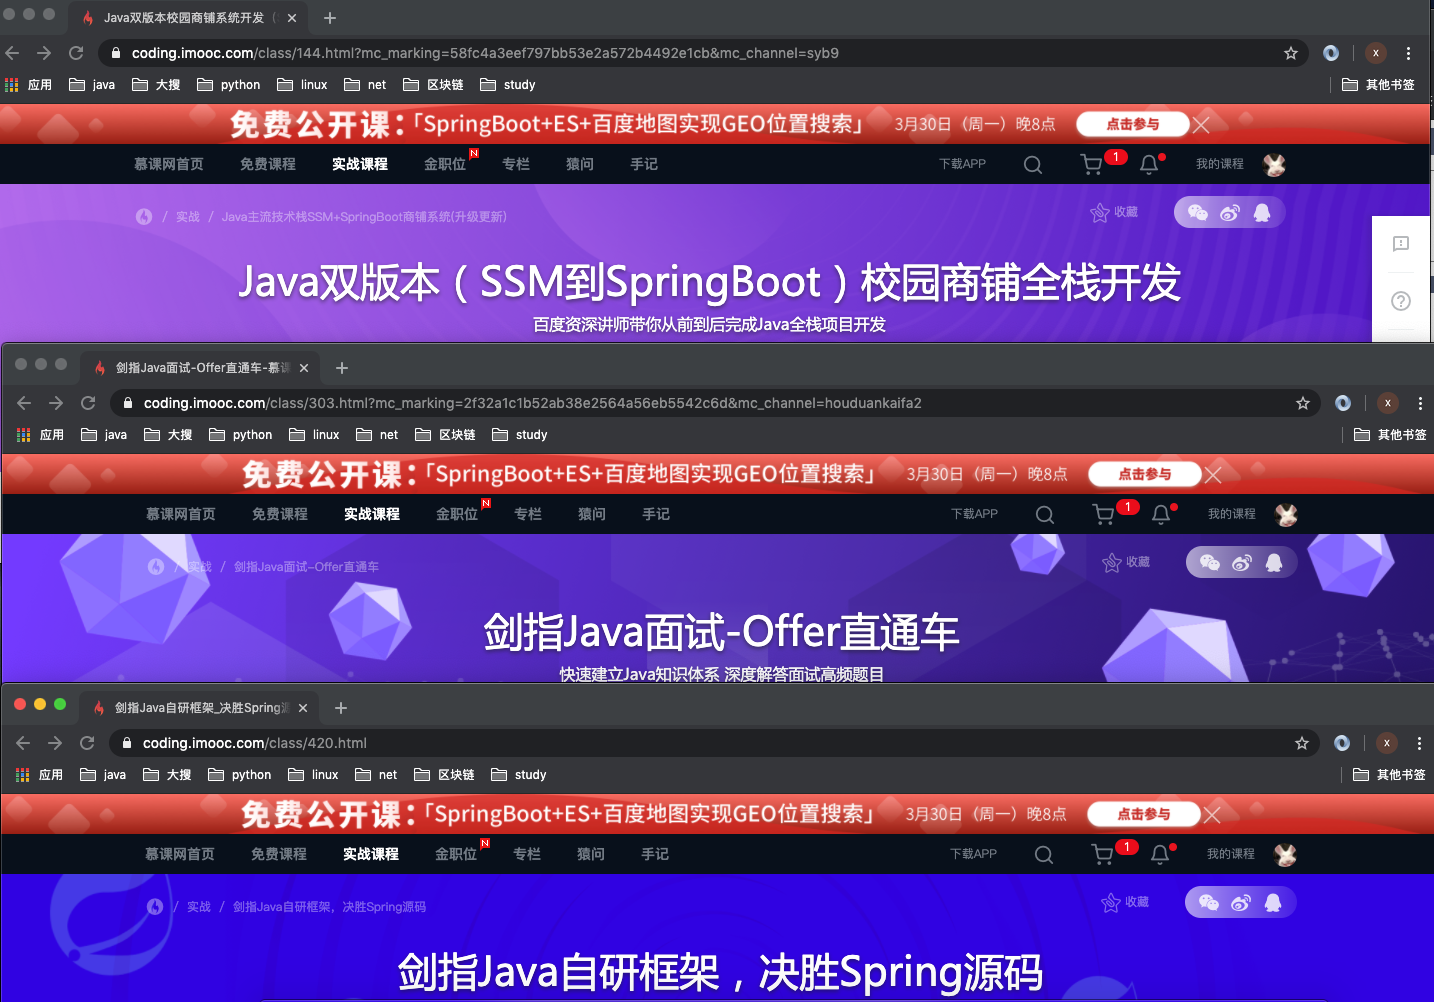 Java双版本校园商铺系统开发（
coding.imooc.com/class/144.html?mc_marking=58fc4a3eef797bb53e2a572b4492e1cb&mc_channel=syb9
x
应用 java 大搜 python linux net 区块链 study 其他书签
免费公开课：「SpringBoot+ES+百度地图实现GEO位置搜索」 3月30日（周一）晚8点 点击参与
慕课网首页 免费课程 实战课程 金职位 N 专栏 猿问 手记 下载APP 1 我的课程
/ 实战 / Java主流技术栈SSM+SpringBoot商铺系统(升级更新) 收藏
Java双版本（SSM到SpringBoot）校园商铺全栈开发
百度资深讲师带你从前到后完成Java全栈项目开发
剑指Java面试-Offer直通车-慕课
coding.imooc.com/class/303.html?mc_marking=2f32a1c1b52ab38e2564a56eb5542c6d&mc_channel=houduankaifa2
x
应用 java 大搜 python linux net 区块链 study 其他书签
免费公开课：「SpringBoot+ES+百度地图实现GEO位置搜索」 3月30日（周一）晚8点 点击参与
慕课网首页 免费课程 实战课程 金职位 N 专栏 猿问 手记 下载APP 1 我的课程
/ 实战 / 剑指Java面试-Offer直通车 收藏
剑指Java面试-Offer直通车
快速建立Java知识体系 深度解答面试高频题目
剑指Java自研框架_决胜Spring源
coding.imooc.com/class/420.html
x
应用 java 大搜 python linux net 区块链 study 其他书签
免费公开课：「SpringBoot+ES+百度地图实现GEO位置搜索」 3月30日（周一）晚8点 点击参与
慕课网首页 免费课程 实战课程 金职位 N 专栏 猿问 手记 下载APP 1 我的课程
/ 实战 / 剑指Java自研框架，决胜Spring源码 收藏
剑指Java自研框架，决胜Spring源码